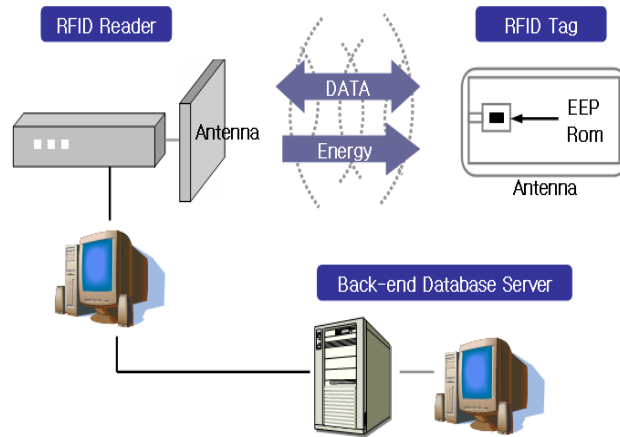 RFID Reader
RFID Tag
DATA
Antenna
Energy
EEP
Rom
Antenna
Back-end Database Server